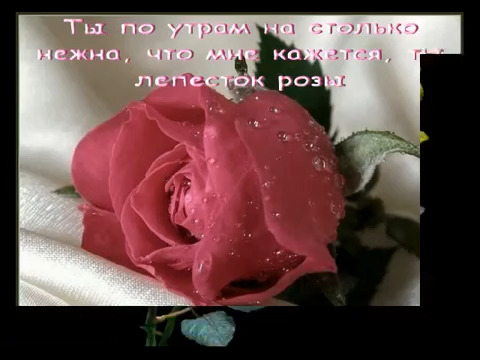 Ты по утрам на столько
нежна, что мне кажется, ты
лепесток розы